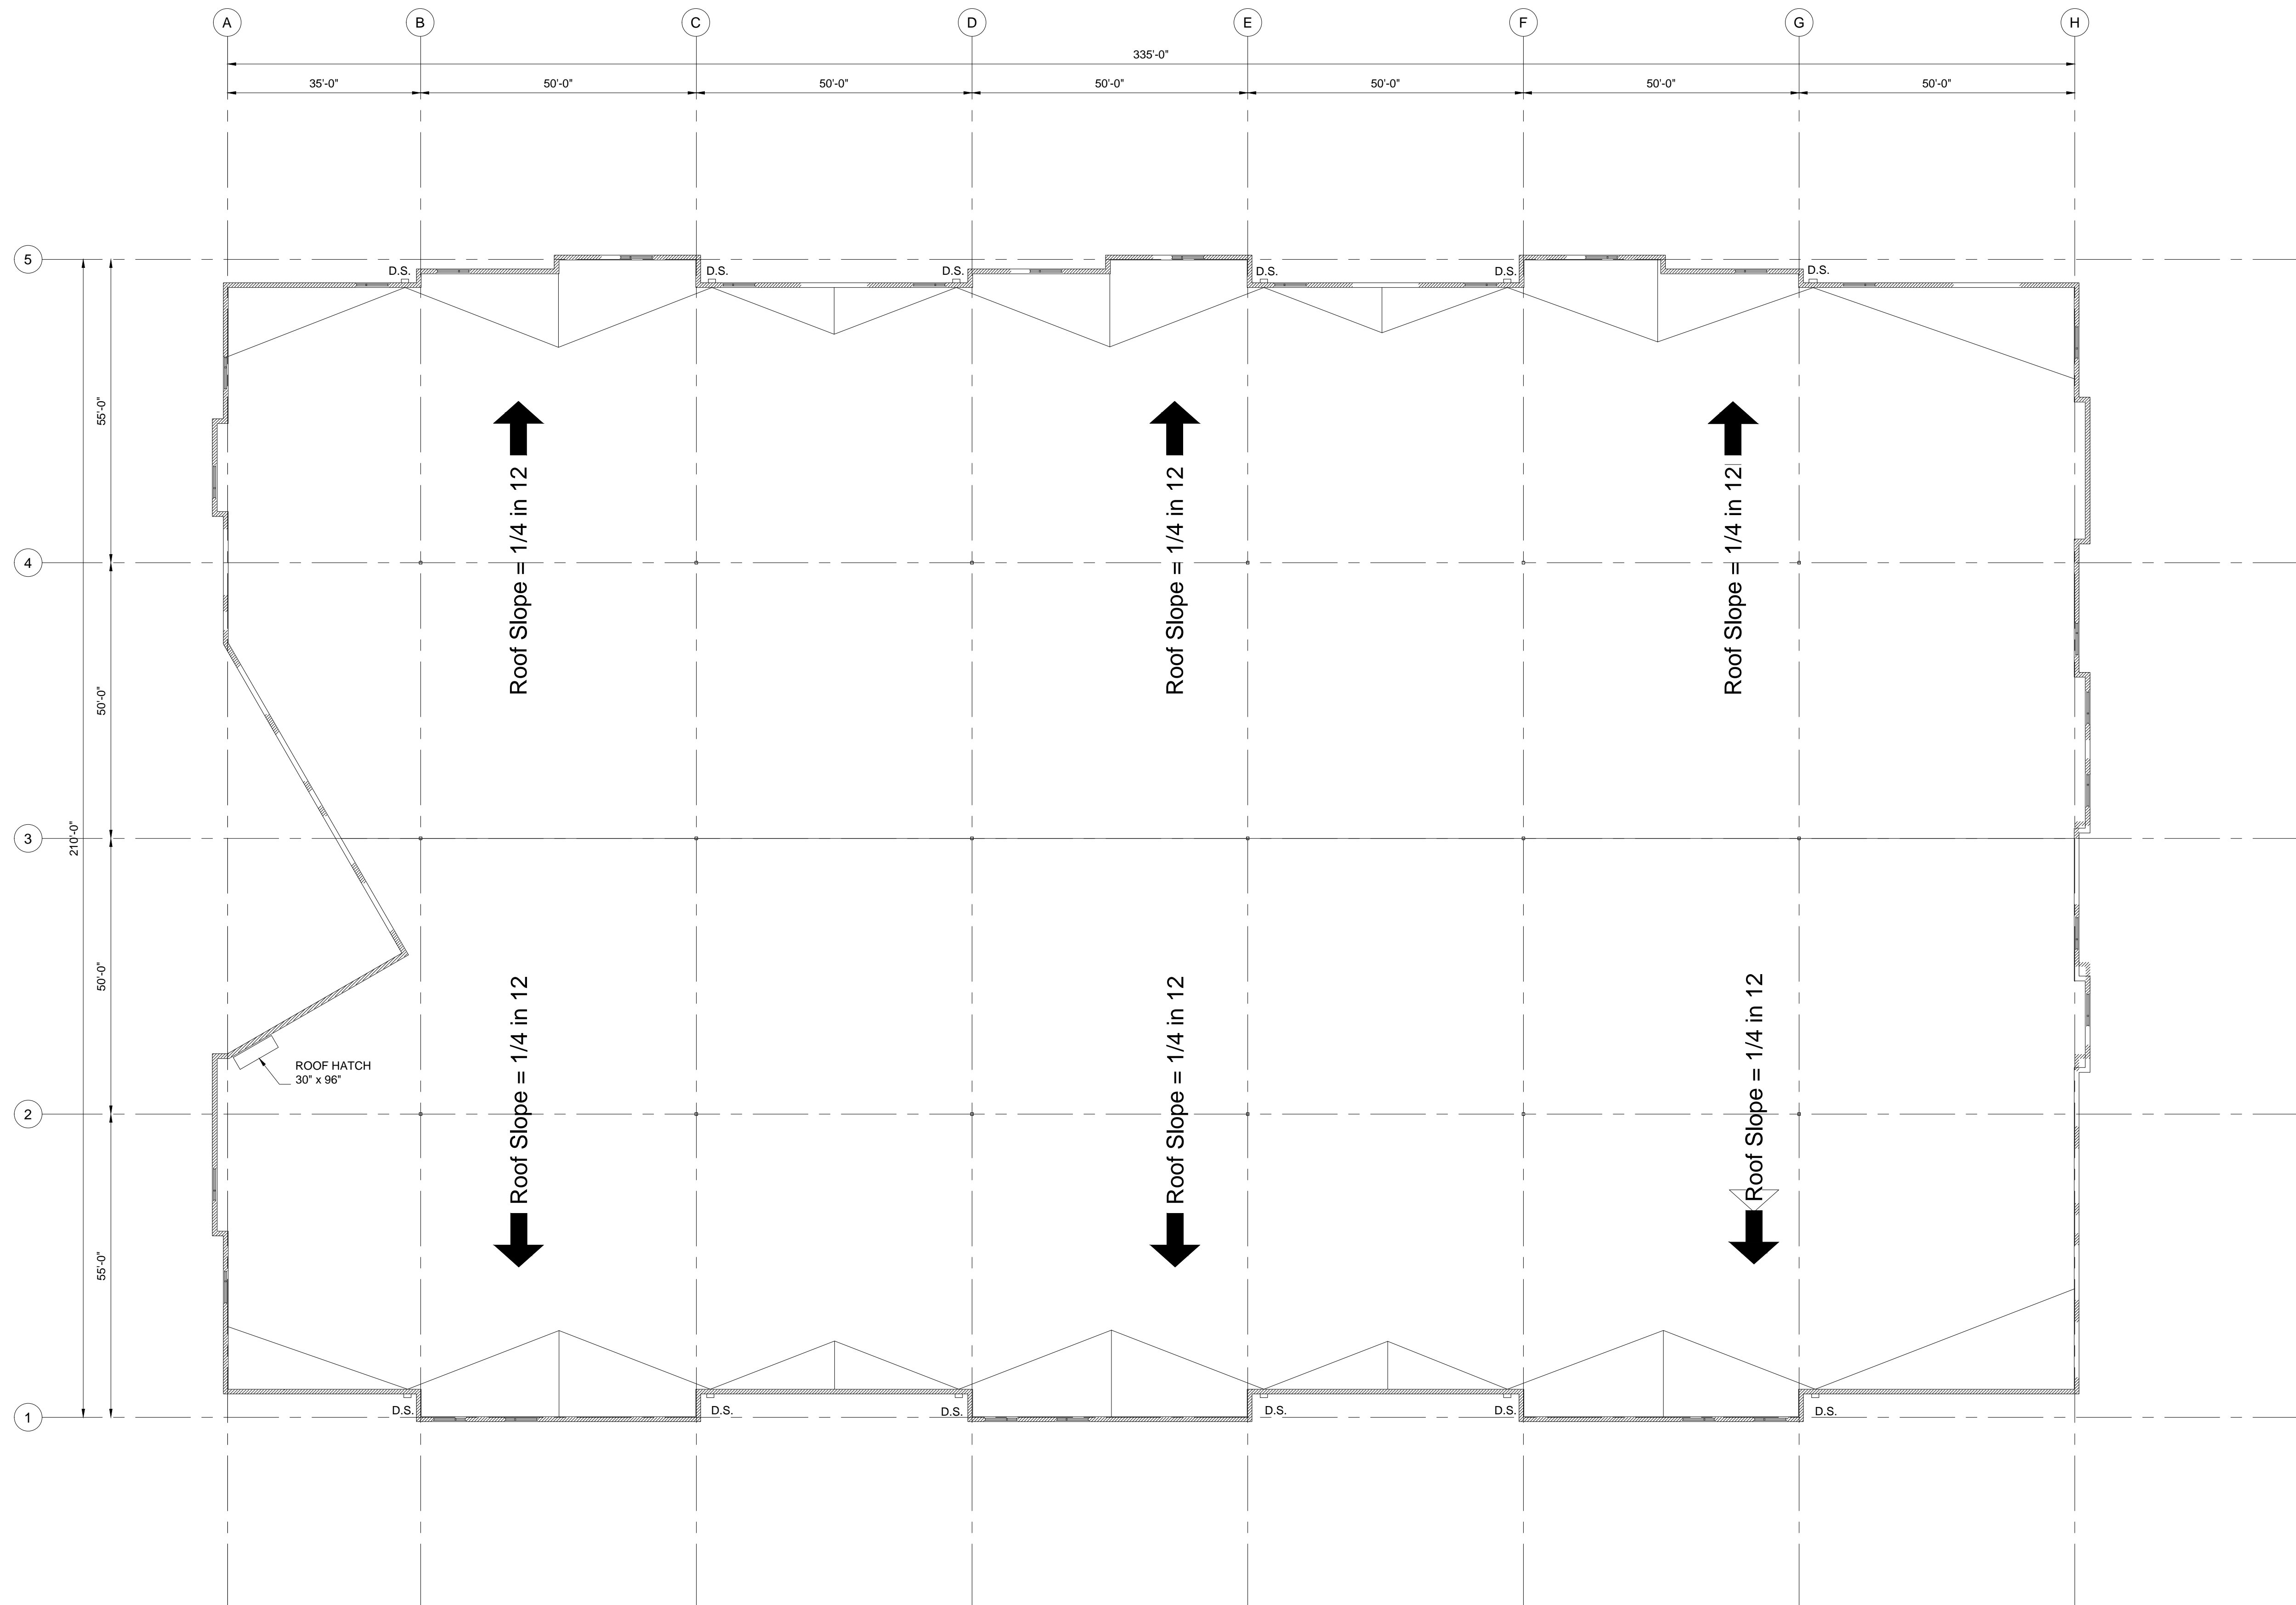 A
B
C
D
E
F
G
H
335'-0"
35'-0"
50'-0"
50'-0"
50'-0"
50'-0"
50'-0"
50'-0"
5
D.S.
D.S.
D.S.
D.S.
D.S.
D.S.
55'-0"
Roof Slope = 1/4 in 12
Roof Slope = 1/4 in 12
Roof Slope = 1/4 in 12
4
50'-0"
210'-0"
3
50'-0"
Roof Slope = 1/4 in 12
Roof Slope = 1/4 in 12
Roof Slope = 1/4 in 12
ROOF HATCH
30" x 96"
2
55'-0"
D.S.
D.S.
D.S.
D.S.
D.S.
D.S.
1